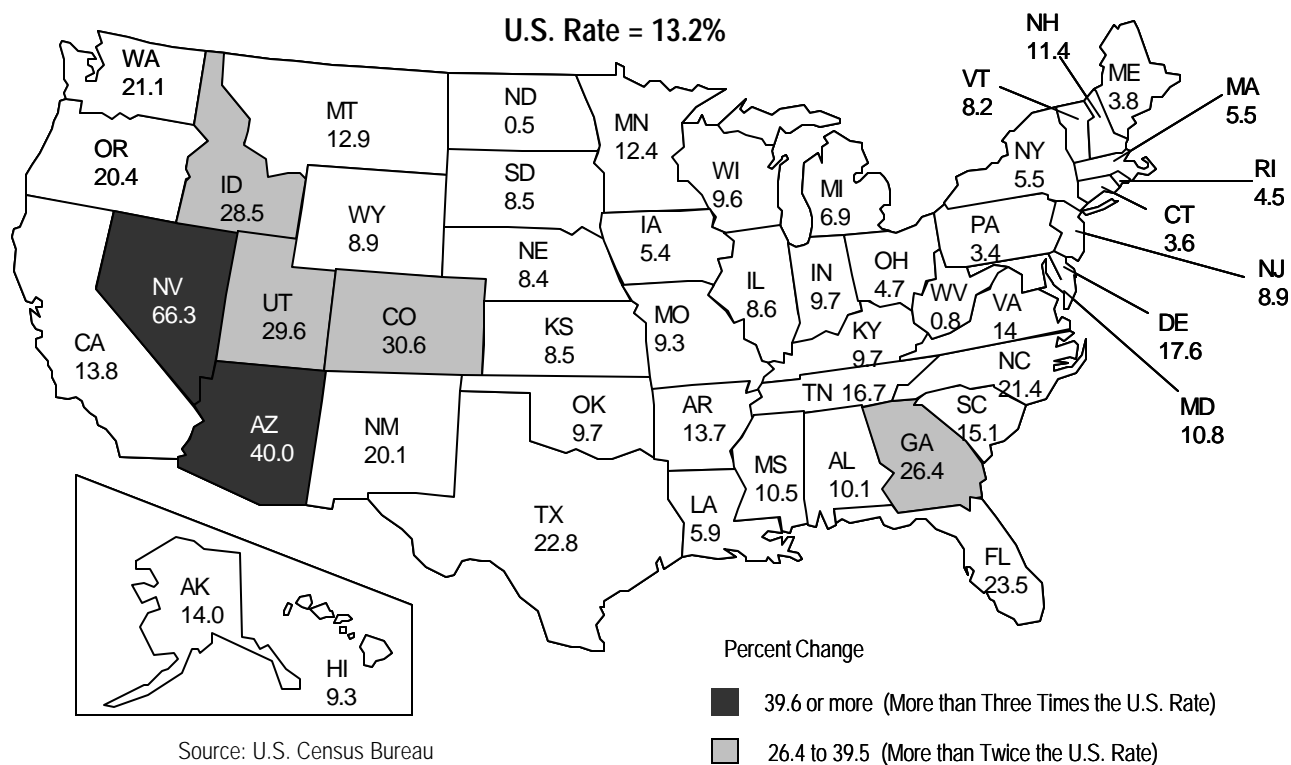 U.S. Rate = 13.2%
WA
21.1
OR
20.4
CA
13.8
ID
28.5
NV
66.3
UT
29.6
AZ
40.0
MT
12.9
WY
8.9
CO
30.6
NM
20.1
ND
0.5
SD
8.5
NE
8.4
KS
8.5
OK
9.7
TX
22.8
MN
12.4
IA
5.4
MO
9.3
AR
13.7
LA
5.9
WI
9.6
IL
8.6
MI
6.9
IN
9.7
OH
4.7
KY
9.7
TN 16.7
MS
10.5
AL
10.1
GA
26.4
FL
23.5
SC
15.1
NC
21.4
VA
14
WV
0.8
PA
3.4
NY
5.5
VT
8.2
NH
11.4
ME
3.8
MA
5.5
RI
4.5
CT
3.6
NJ
8.9
DE
17.6
MD
10.8
AK
14.0
HI
9.3
Percent Change
39.6 or more (More than Three Times the U.S. Rate)
26.4 to 39.5 (More than Twice the U.S. Rate)
Source: U.S. Census Bureau